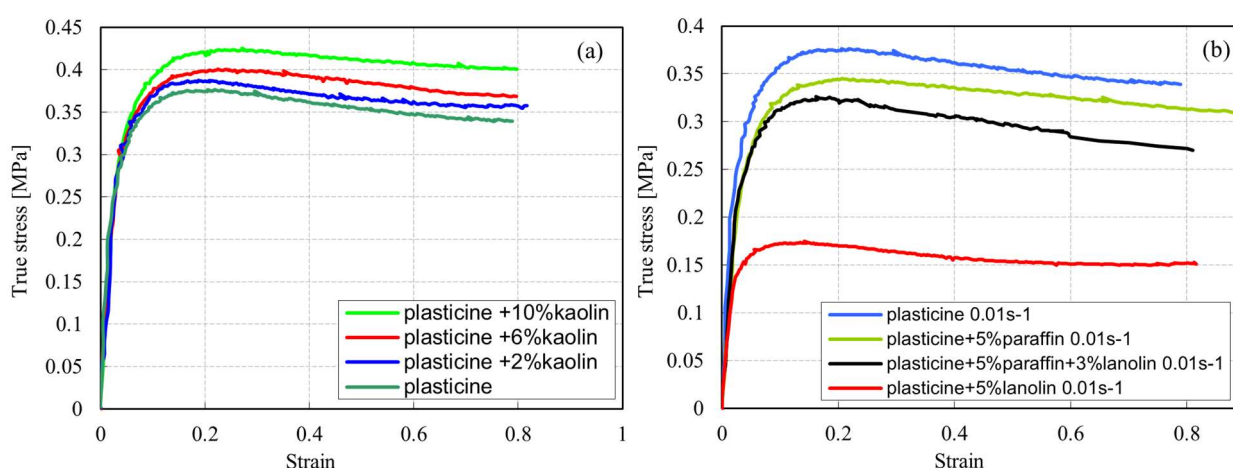 0.45
0.4
0.35
0.3
0.25
0.2
0.15
0.1
0.05
0
True stress [MPa]
(a)
plasticine +10%kaolin
plasticine +6%kaolin
plasticine +2%kaolin
plasticine
0
0.2
0.4
0.6
0.8
1
Strain
0.4
0.35
0.3
0.25
0.2
0.15
0.1
0.05
0
True stress [MPa]
(b)
plasticine 0.01s-1
plasticine+5%paraffin 0.01s-1
plasticine+5%paraffin+3%lanolin 0.01s-1
plasticine+5%lanolin 0.01s-1
0
0.2
0.4
0.6
0.8
Strain